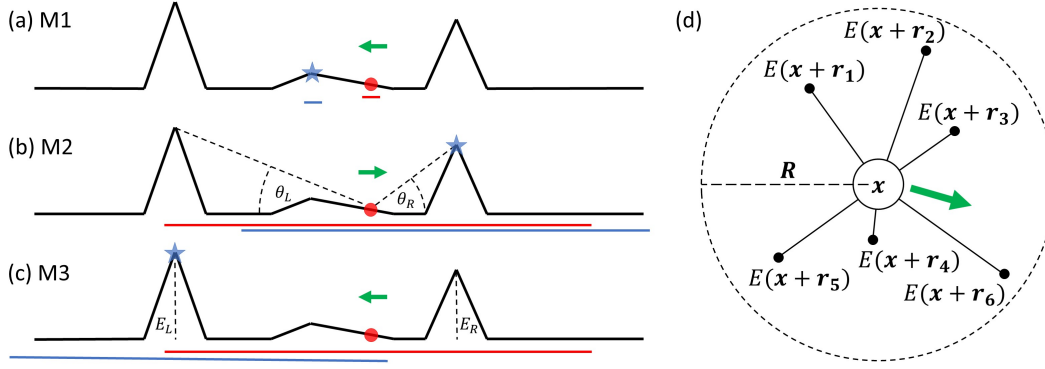 (a) M1
(b) M2
θ_L
θ_R
(c) M3
E_L
E_R
(d)
E(x + r_2)
E(x + r_1)
E(x + r_3)
R
x
E(x + r_4)
E(x + r_5)
E(x + r_6)